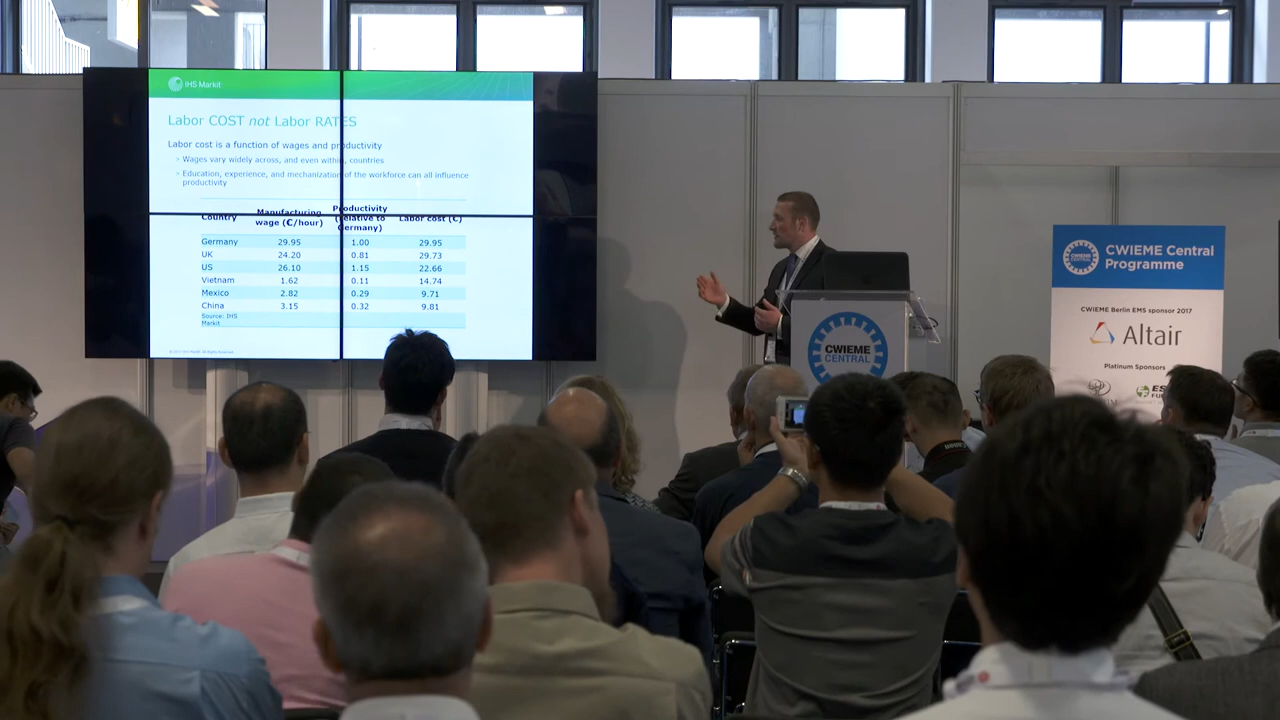 IHS Markit
Labor COST not Labor RATES
Labor cost is a function of wages and productivity
> Wages vary widely across, and even within, countries
> Education, experience, and mechanization of the workforce can all influence
productivity
Country Manufacturing wage (€/hour) Productivity (relative to Germany) Labor cost (€)
Germany 29.95 1.00 29.95
UK 24.20 0.81 29.73
US 26.10 1.15 22.66
Vietnam 1.62 0.11 14.74
Mexico 2.82 0.29 9.71
China 3.15 0.32 9.81
Source: IHS
Markit
CWIEME
CENTRAL
CWIEME
CENTRAL
CWIEME Central
Programme
CWIEME Berlin EMS sponsor 2017
Altair
Platinum Sponsors